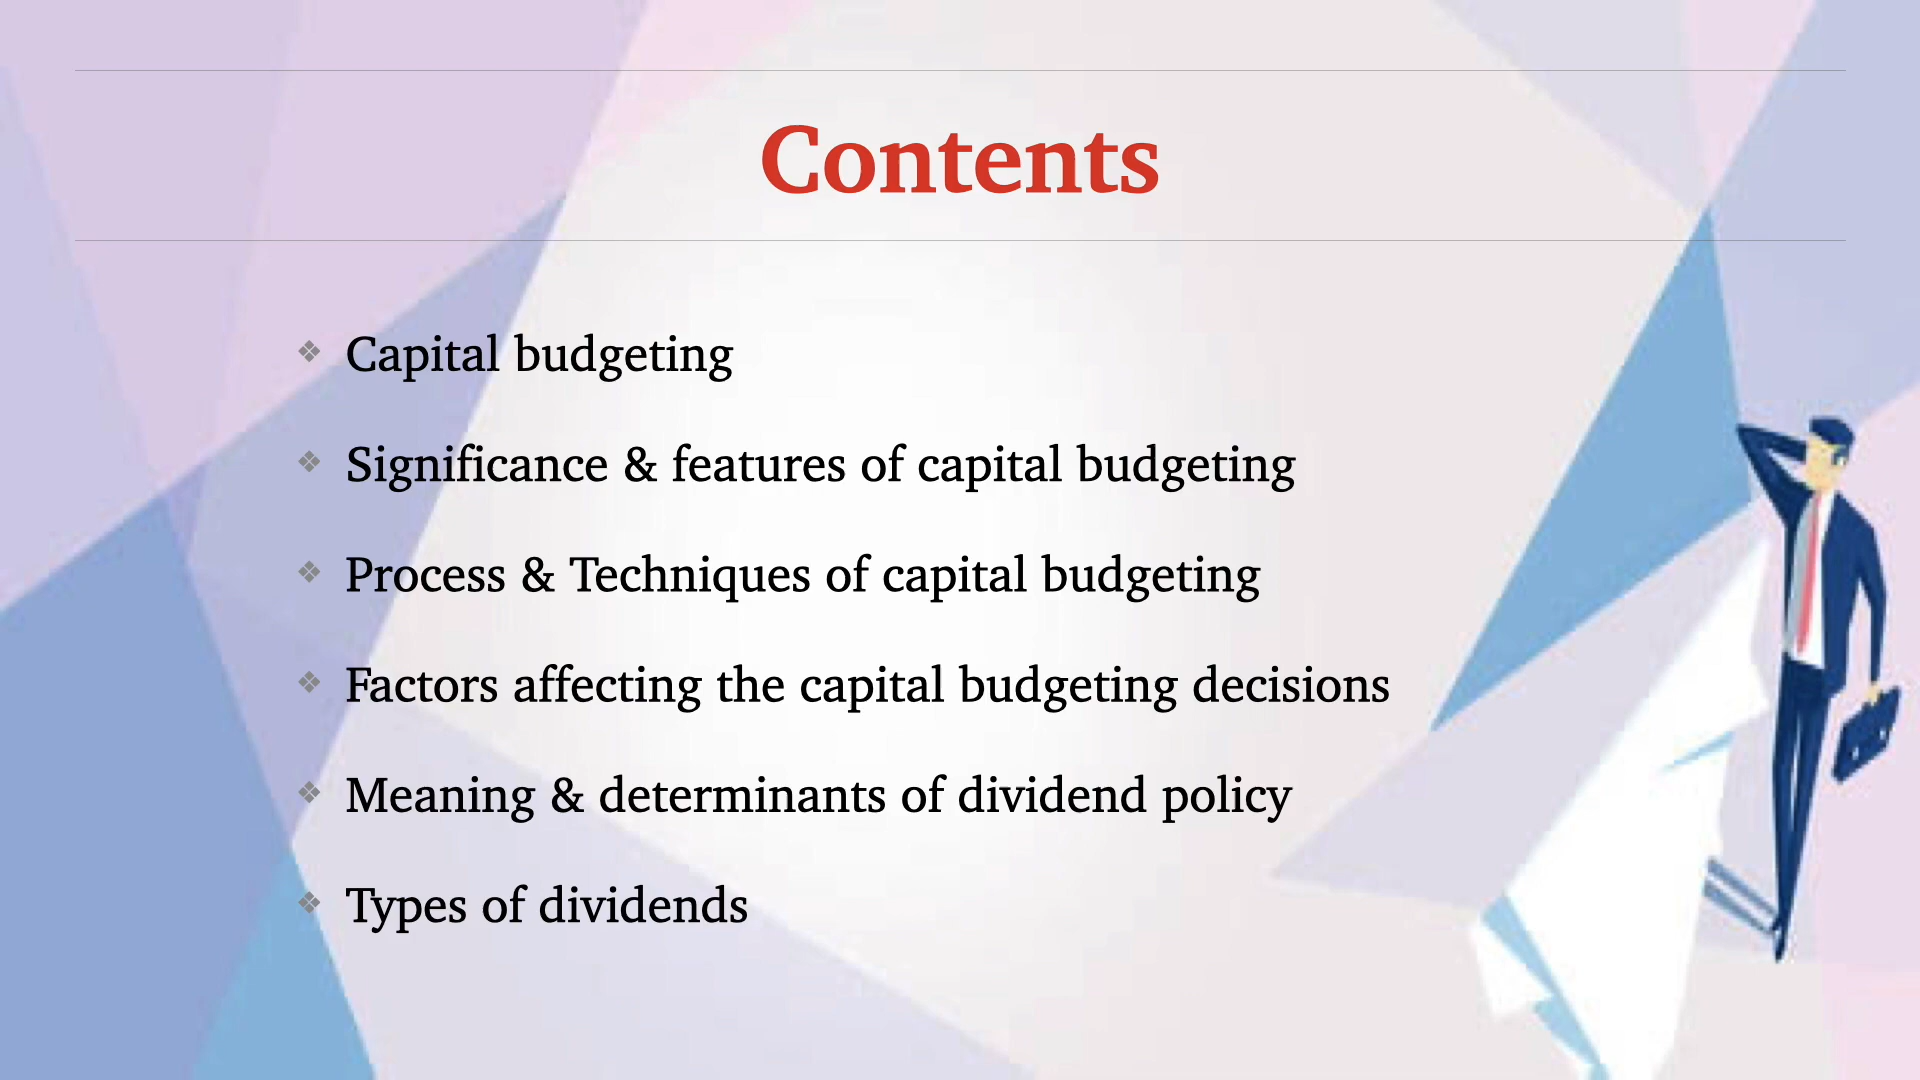 Contents
❖ Capital budgeting
❖ Significance & features of capital budgeting
❖ Process & Techniques of capital budgeting
❖ Factors affecting the capital budgeting decisions
❖ Meaning & determinants of dividend policy
❖ Types of dividends